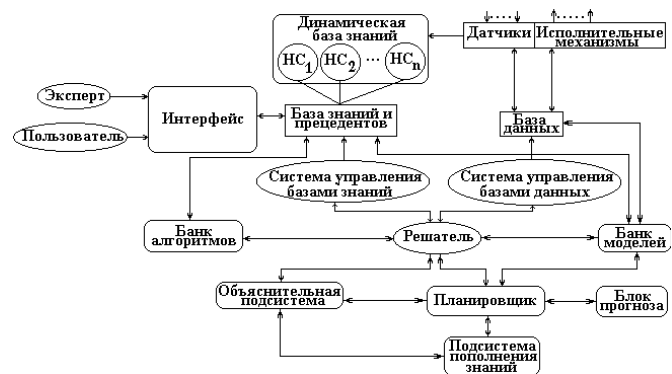 Динамическая
база знаний
НС1 НС2 ... НСn
Датчики
Исполнительные
механизмы
Эксперт
Пользователь
Интерфейс
База знаний и
прецедентов
База
данных
Система управления
базами знаний
Система управления
базами данных
Банк
алгоритмов
Решатель
Банк
моделей
Объяснительная
подсистема
Планировщик
Блок
прогноза
Подсистема
пополнения
знаний